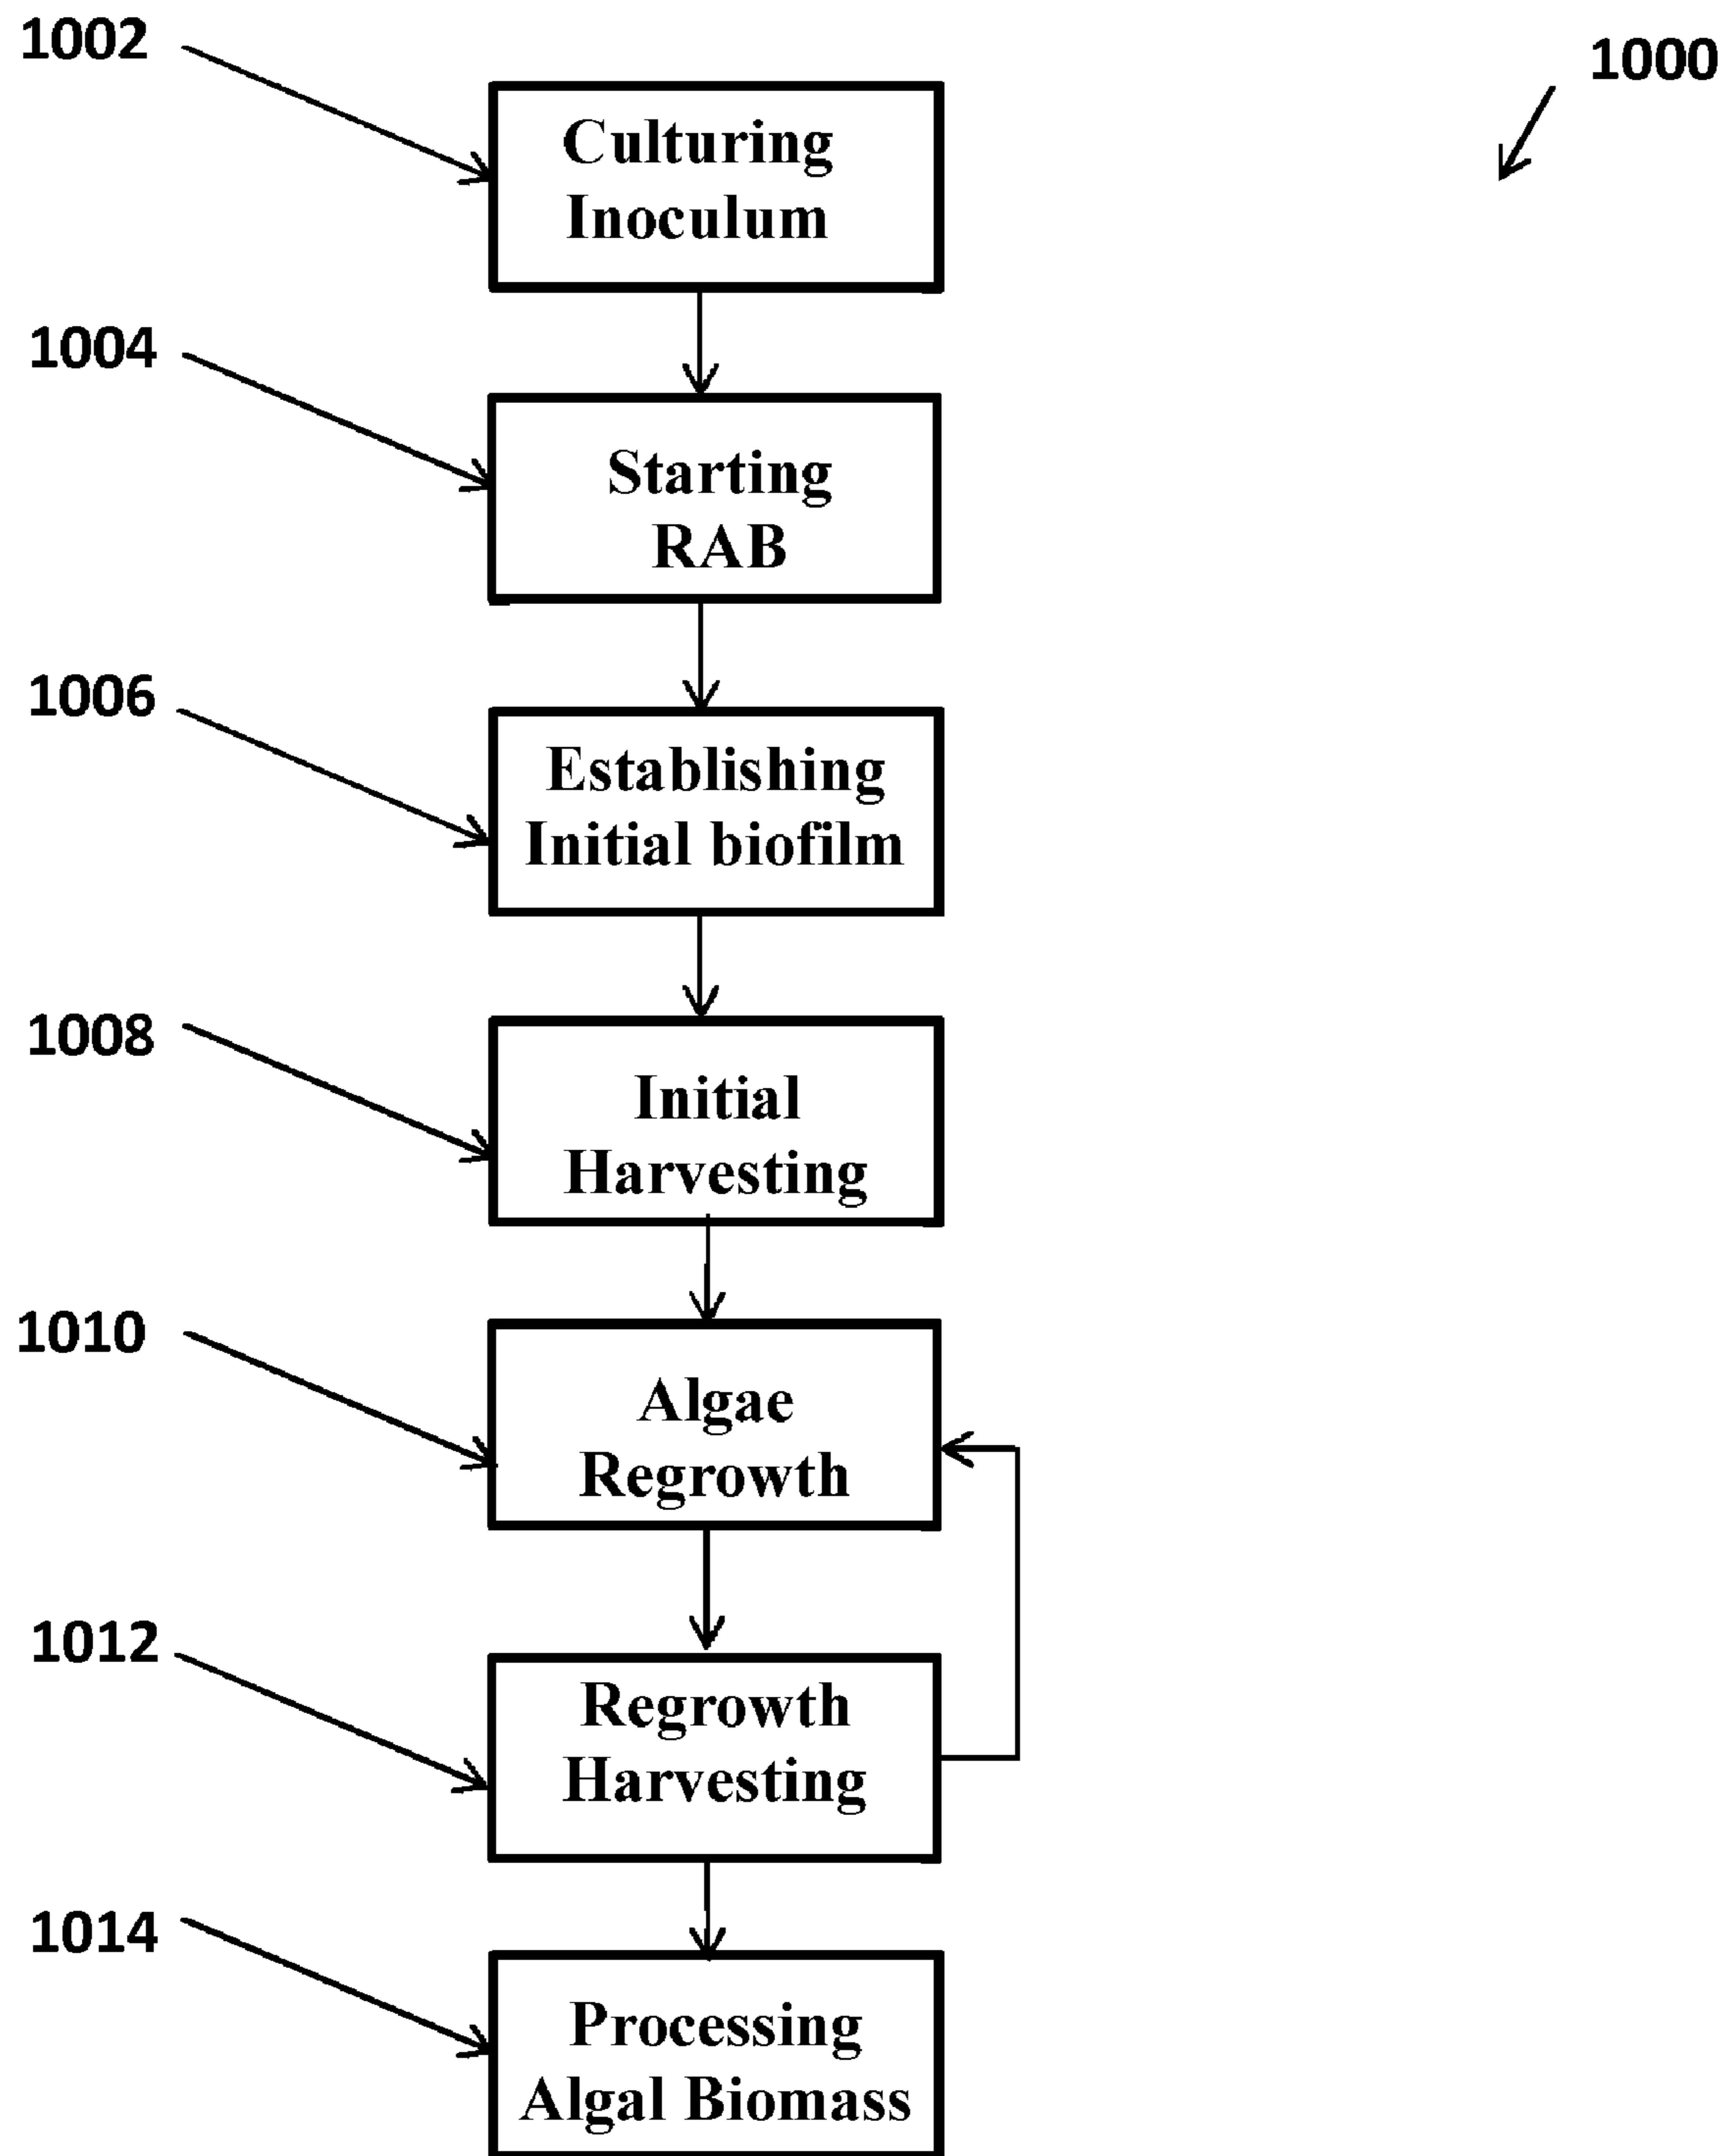 1002
1000
Culturing
Inoculum
1004
Starting
RAB
1006
Establishing
Initial biofilm
1008
Initial
Harvesting
1010
Algae
Regrowth
1012
Regrowth
Harvesting
1014
Processing
Algal Biomass